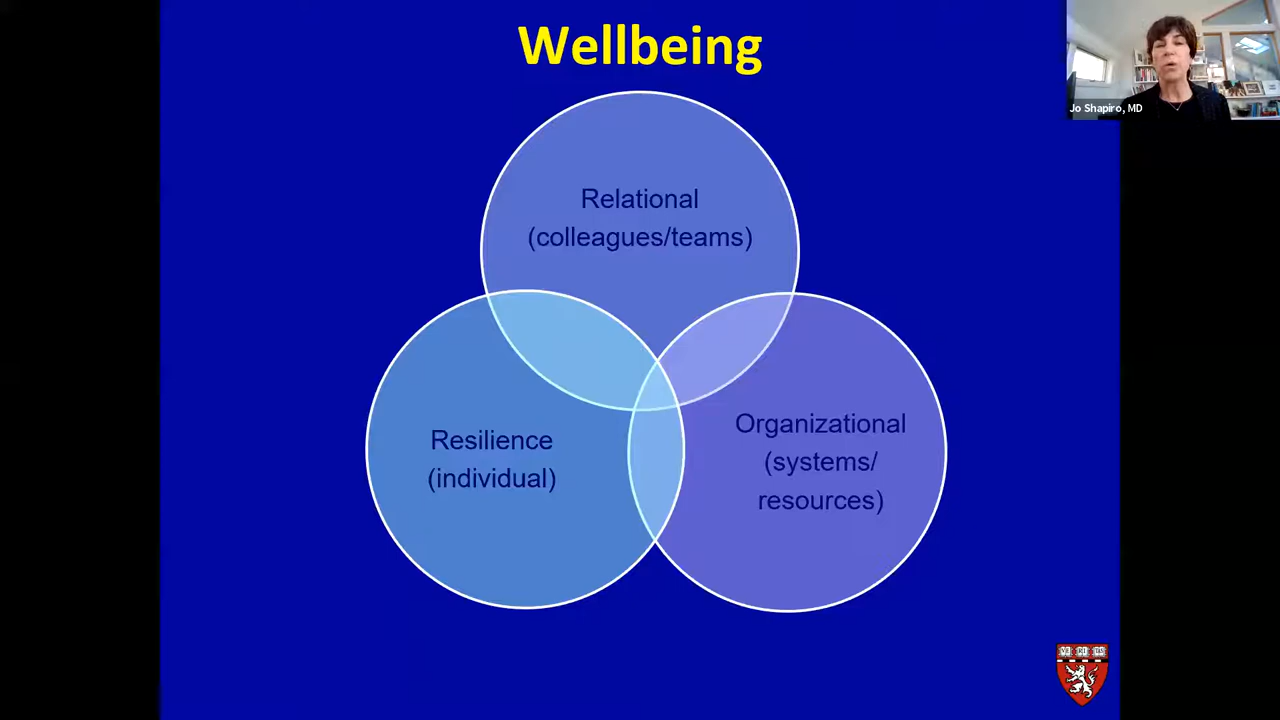 Wellbeing
Jo Shapiro, MD
Relational
(colleagues/teams)
Resilience
(individual)
Organizational
(systems/
resources)